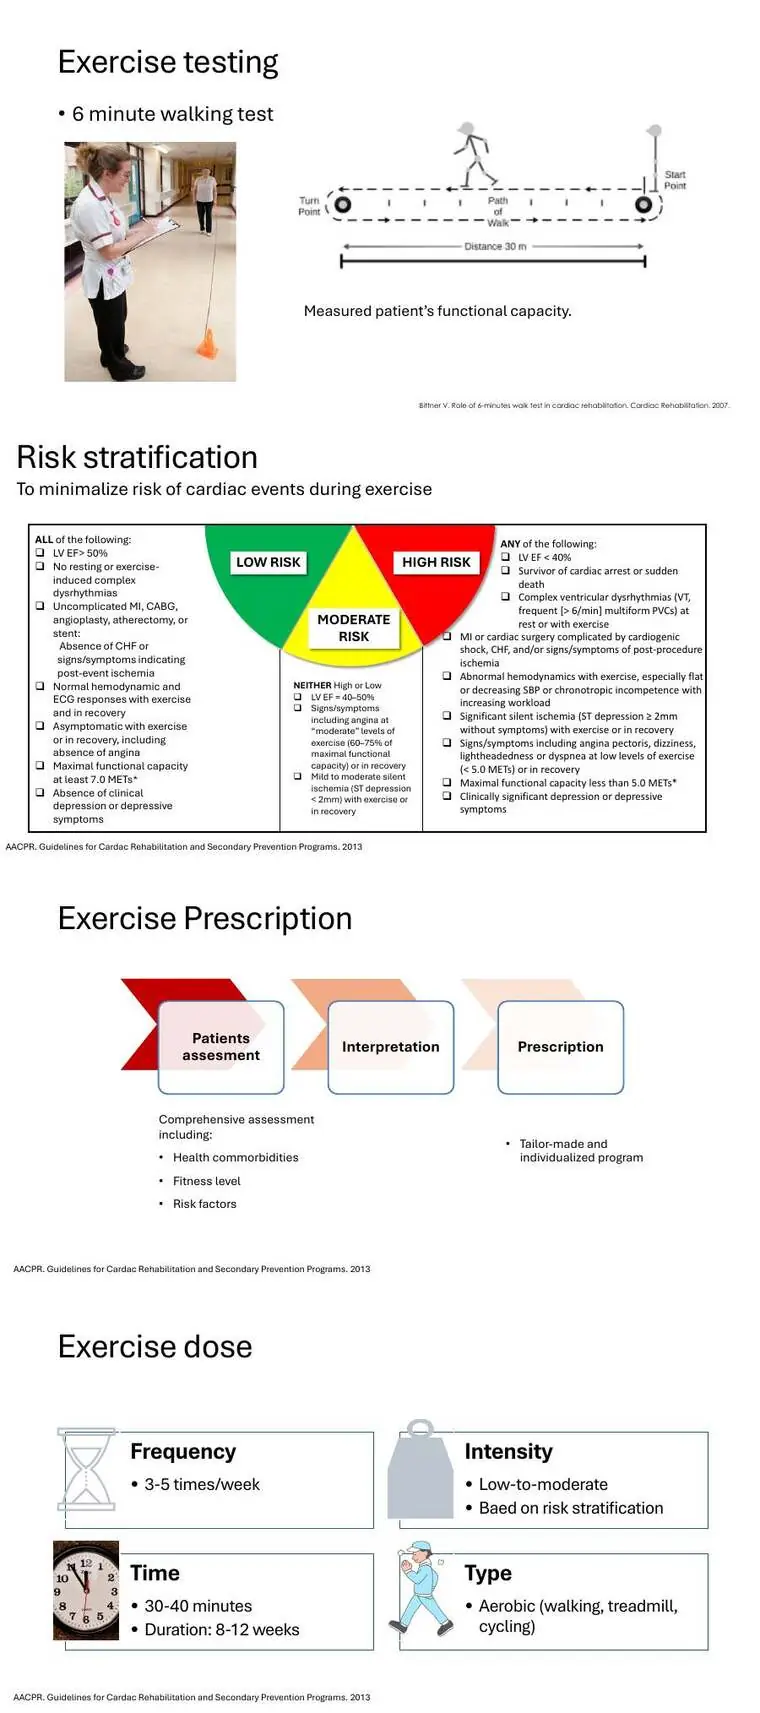 Exercise testing
• 6 minute walking test
Turn
Point
Path
of
Walk
Start
Point
Distance 30 m
Measured patient's functional capacity.
Bittner V. Role of 6-minutes walk test in cardiac rehabilitation. Cardiac Rehabilitation. 2007.
Risk stratification
To minimalize risk of cardiac events during exercise
ALL of the following:
❑ LV EF> 50%
❑ No resting or exercise-
induced complex
dysrhythmias
❑ Uncomplicated MI, CABG,
angioplasty, atherectomy, or
stent:
Absence of CHF or
signs/symptoms indicating
post-event ischemia
❑ Normal hemodynamic and
ECG responses with exercise
and in recovery
❑ Asymptomatic with exercise
or in recovery, including
absence of angina
❑ Maximal functional capacity
at least 7.0 METs*
❑ Absence of clinical
depression or depressive
symptoms
LOW RISK
MODERATE
RISK
HIGH RISK
NEITHER High or Low
❑ LV EF = 40–50%
❑ Signs/symptoms
including angina at
"moderate" levels of
exercise (60–75% of
maximal functional
capacity) or in recovery
❑ Mild to moderate silent
ischemia (ST depression
< 2mm) with exercise or
in recovery
ANY of the following:
❑ LV EF < 40%
❑ Survivor of cardiac arrest or sudden
death
❑ Complex ventricular dysrhythmias (VT,
frequent [> 6/min] multiform PVCs) at
rest or with exercise
❑ MI or cardiac surgery complicated by cardiogenic
shock, CHF, and/or signs/symptoms of post-procedure
ischemia
❑ Abnormal hemodynamics with exercise, especially flat
or decreasing SBP or chronotropic incompetence with
increasing workload
❑ Significant silent ischemia (ST depression ≥ 2mm
without symptoms) with exercise or in recovery
❑ Signs/symptoms including angina pectoris, dizziness,
lightheadedness or dyspnea at low levels of exercise
(< 5.0 METs) or in recovery
❑ Maximal functional capacity less than 5.0 METs*
❑ Clinically significant depression or depressive
symptoms
AACPR. Guidelines for Cardac Rehabilitation and Secondary Prevention Programs. 2013
Exercise Prescription
Patients
assesment
Interpretation
Prescription
Comprehensive assessment
including:
• Health commorbidities
• Fitness level
• Risk factors
• Tailor-made and
individualized program
AACPR. Guidelines for Cardac Rehabilitation and Secondary Prevention Programs. 2013
Exercise dose
Frequency
• 3-5 times/week
Intensity
• Low-to-moderate
• Baed on risk stratification
12
1
2
3
4
5
6
7
8
9
10
11
Time
• 30-40 minutes
• Duration: 8-12 weeks
Type
• Aerobic (walking, treadmill,
cycling)
AACPR. Guidelines for Cardac Rehabilitation and Secondary Prevention Programs. 2013